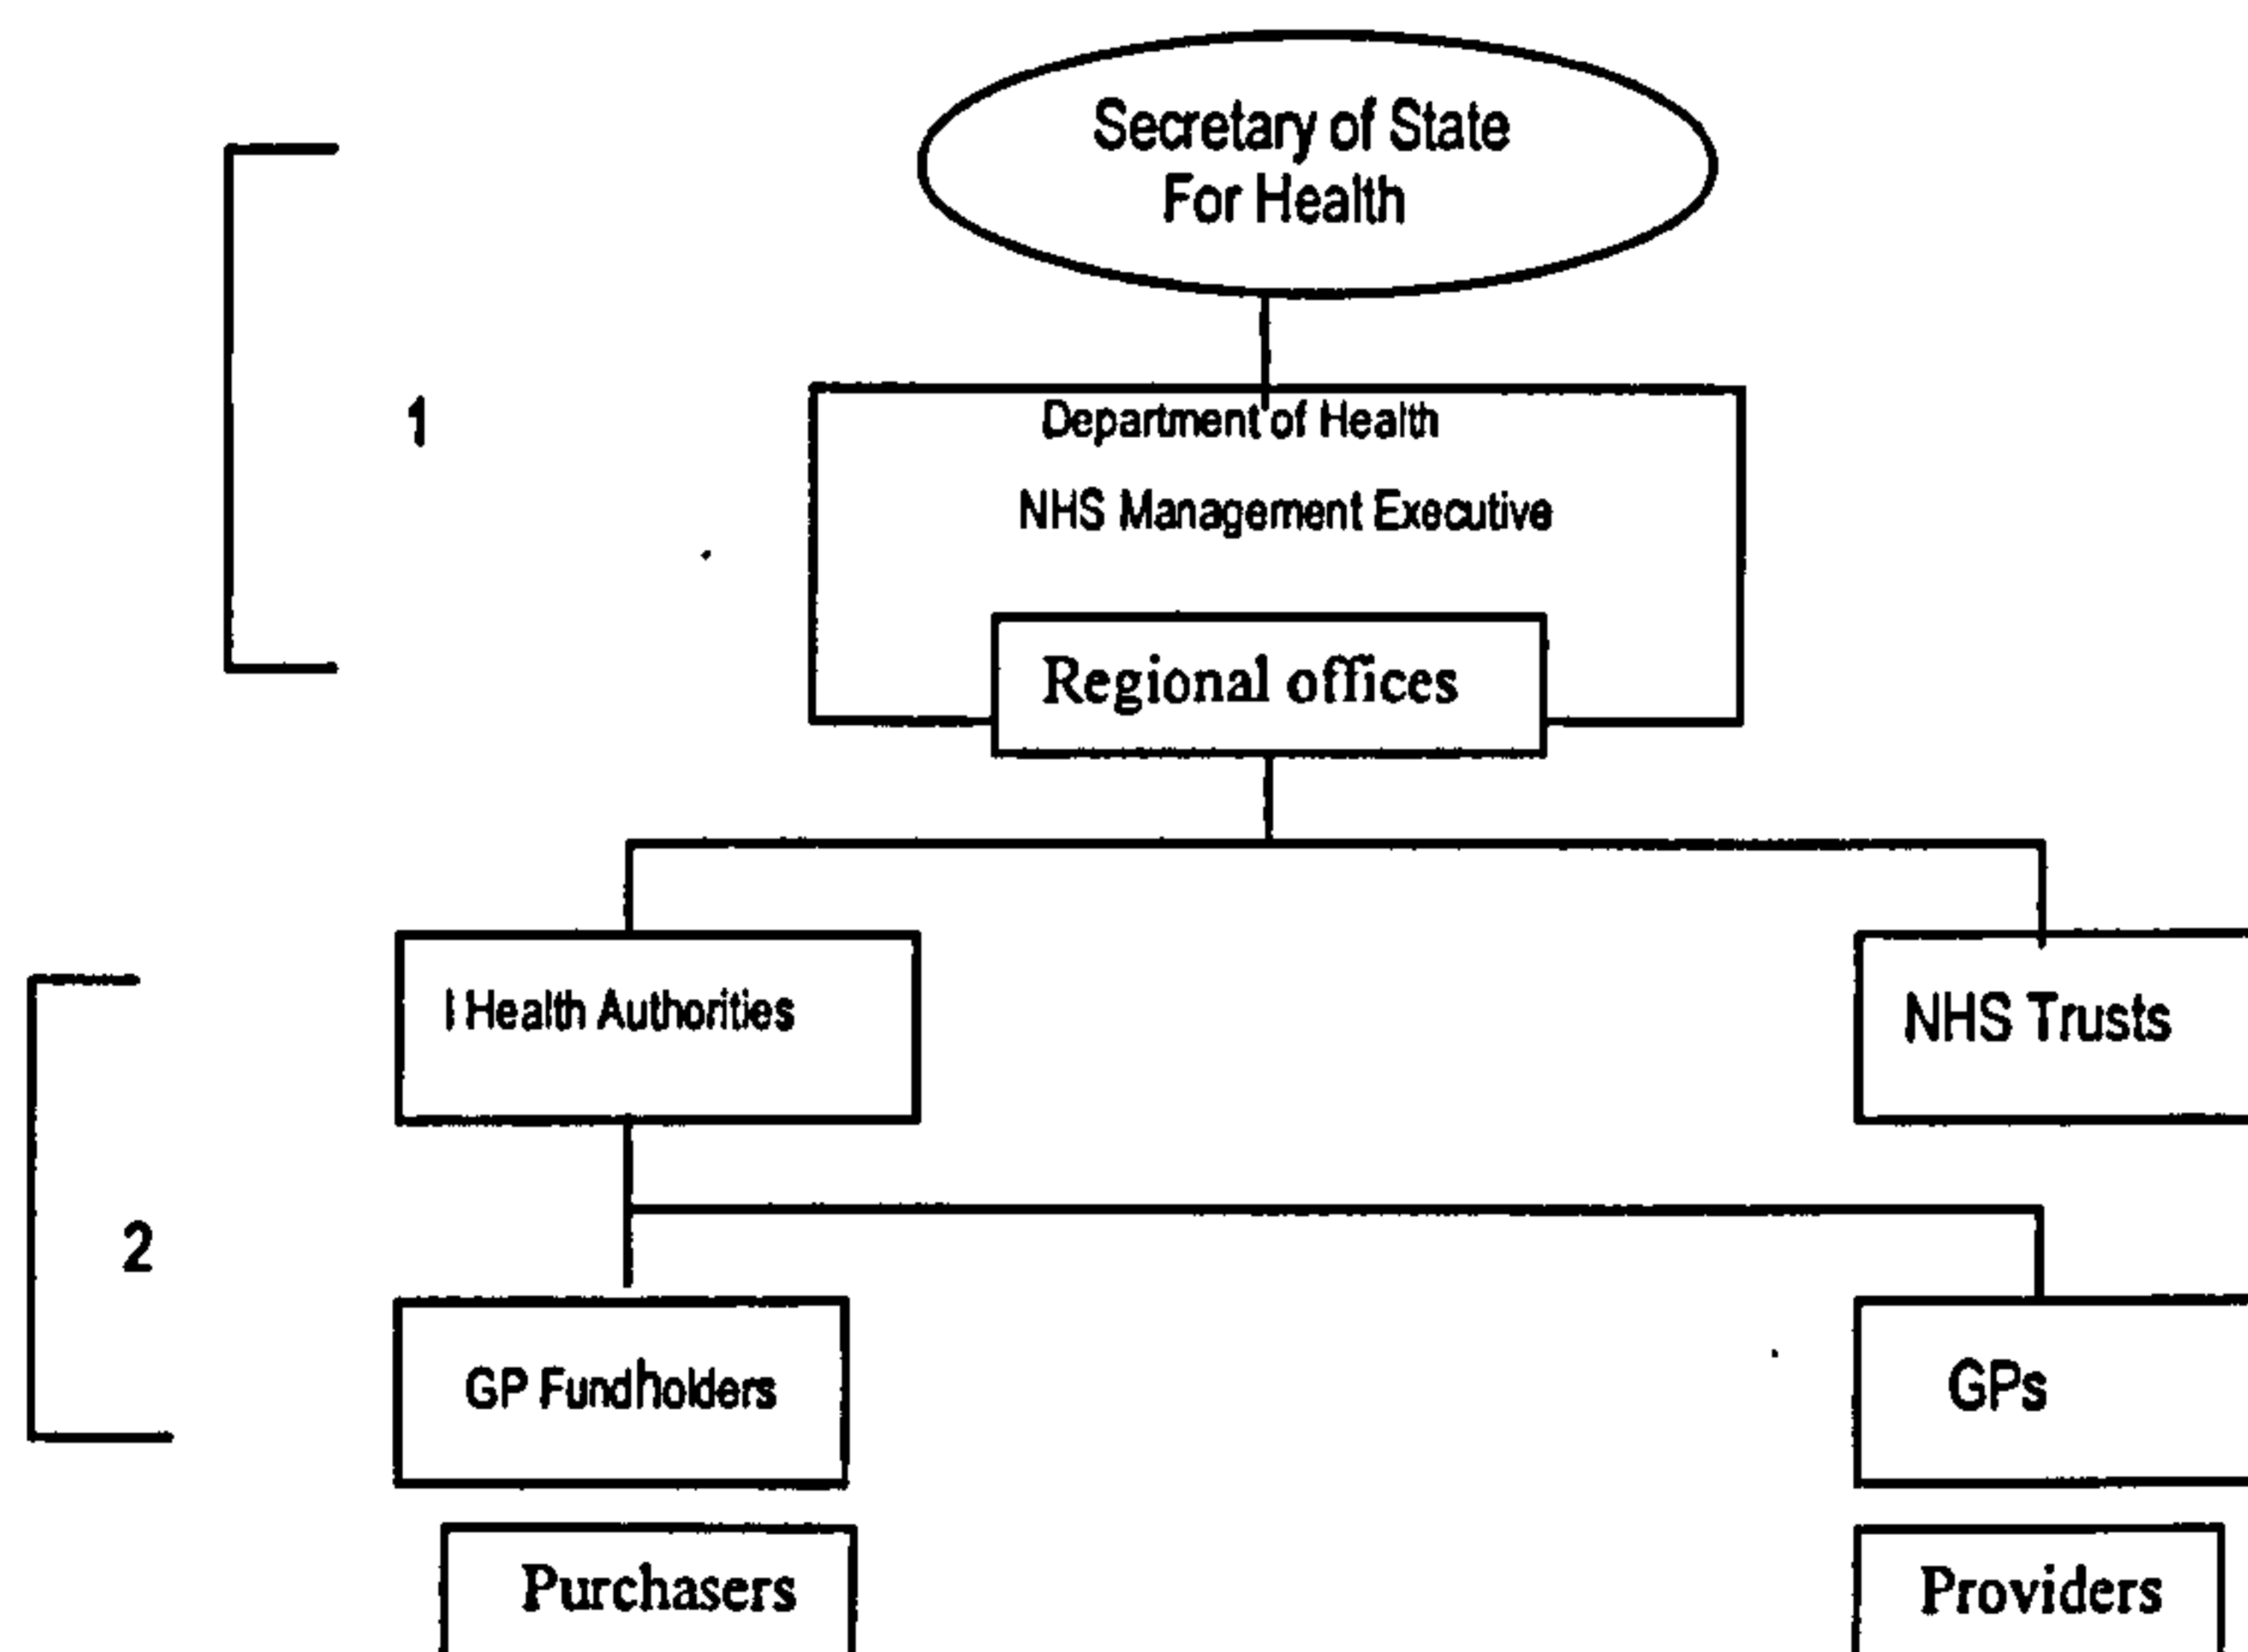 Secretary of State
For Health
1
Department of Health
NHS Management Executive
Regional offices
I Health Authorities
NHS Trusts
2
GP Fundholders
GPs
Purchasers
Providers